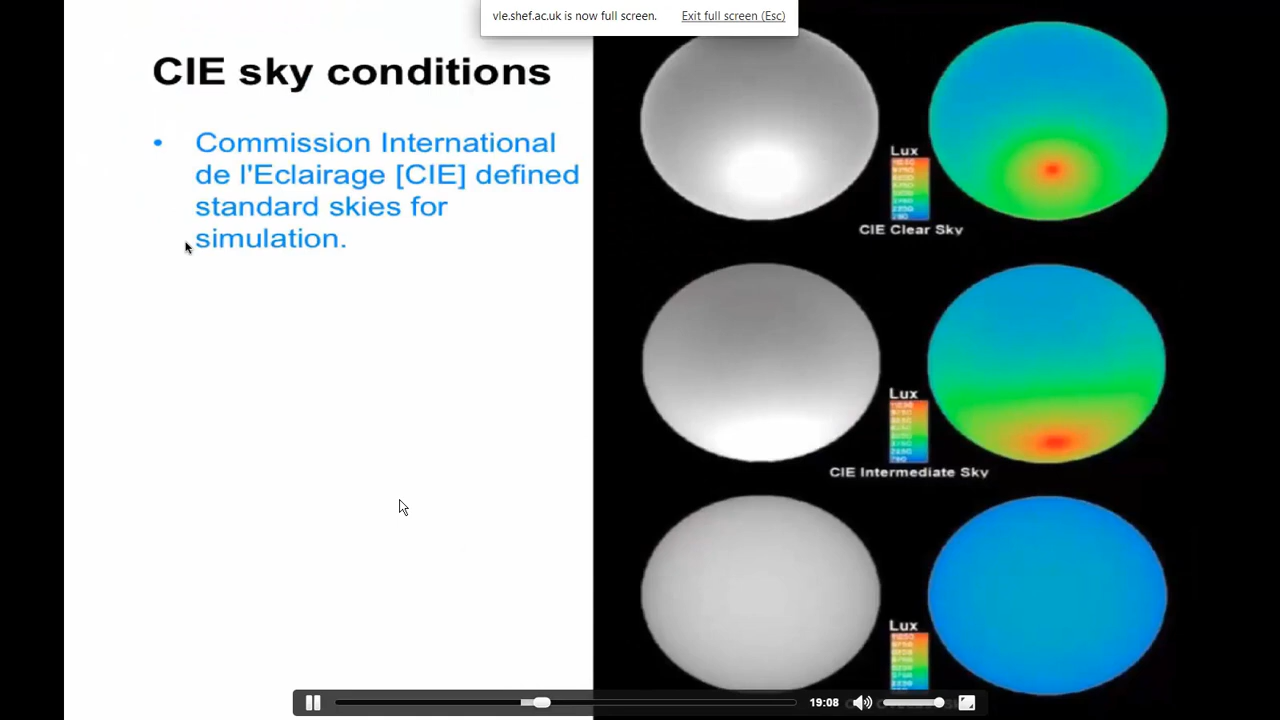 vle.shef.ac.uk is now full screen. Exit full screen (Esc)
CIE sky conditions
• Commission International
de l'Eclairage [CIE] defined
standard skies for
simulation.
Lux
CIE Clear Sky
Lux
CIE Intermediate Sky
Lux
19:08